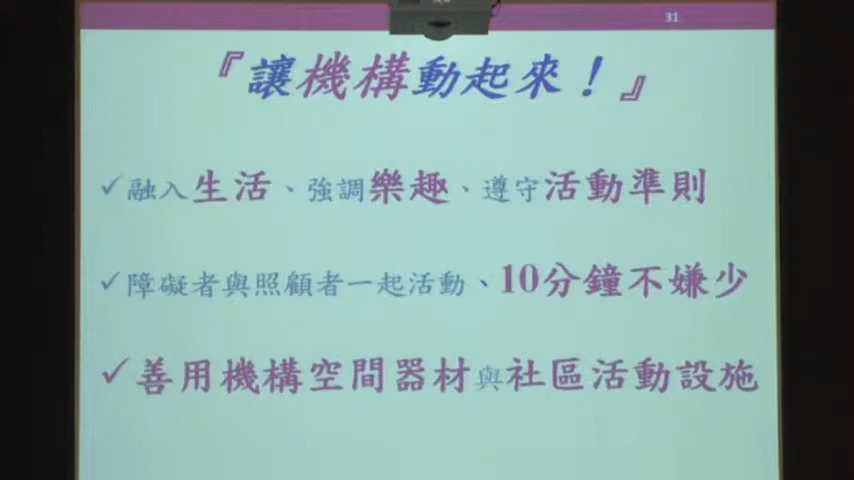 31
『讓機構動起來！』
✓融入生活、強調樂趣、遵守活動準則
✓障礙者與照顧者一起活動、10分鐘不嫌少
✓善用機構空間器材與社區活動設施